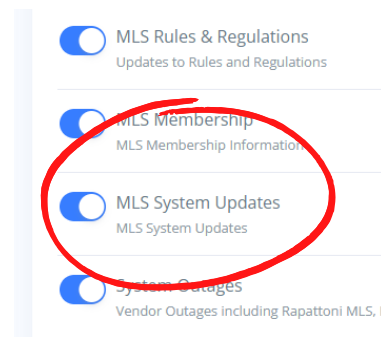 MLS Rules & Regulations
Updates to Rules and Regulations
MLS Membership
MLS Membership Information
MLS System Updates
MLS System Updates
System Outages
Vendor Outages including Rapattoni MLS,